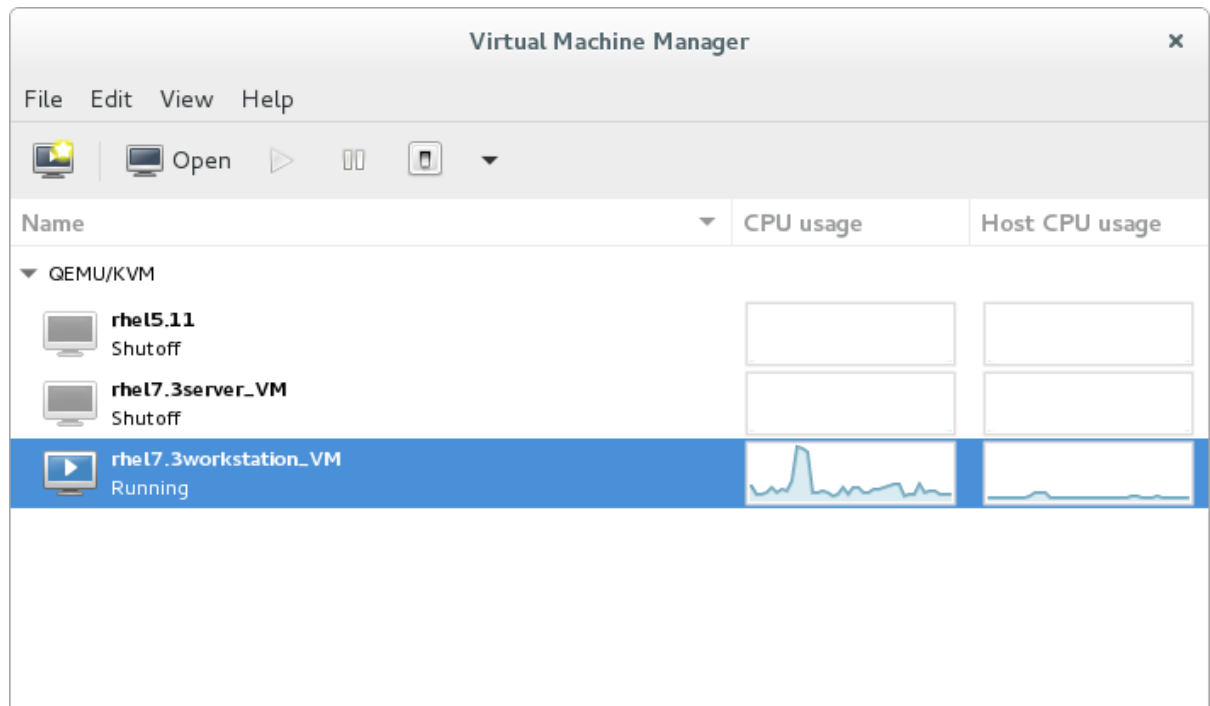 Virtual Machine Manager
File Edit View Help
Open
Name CPU usage Host CPU usage
QEMU/KVM
rhel5.11
Shutoff
rhel7.3server_VM
Shutoff
rhel7.3workstation_VM
Running